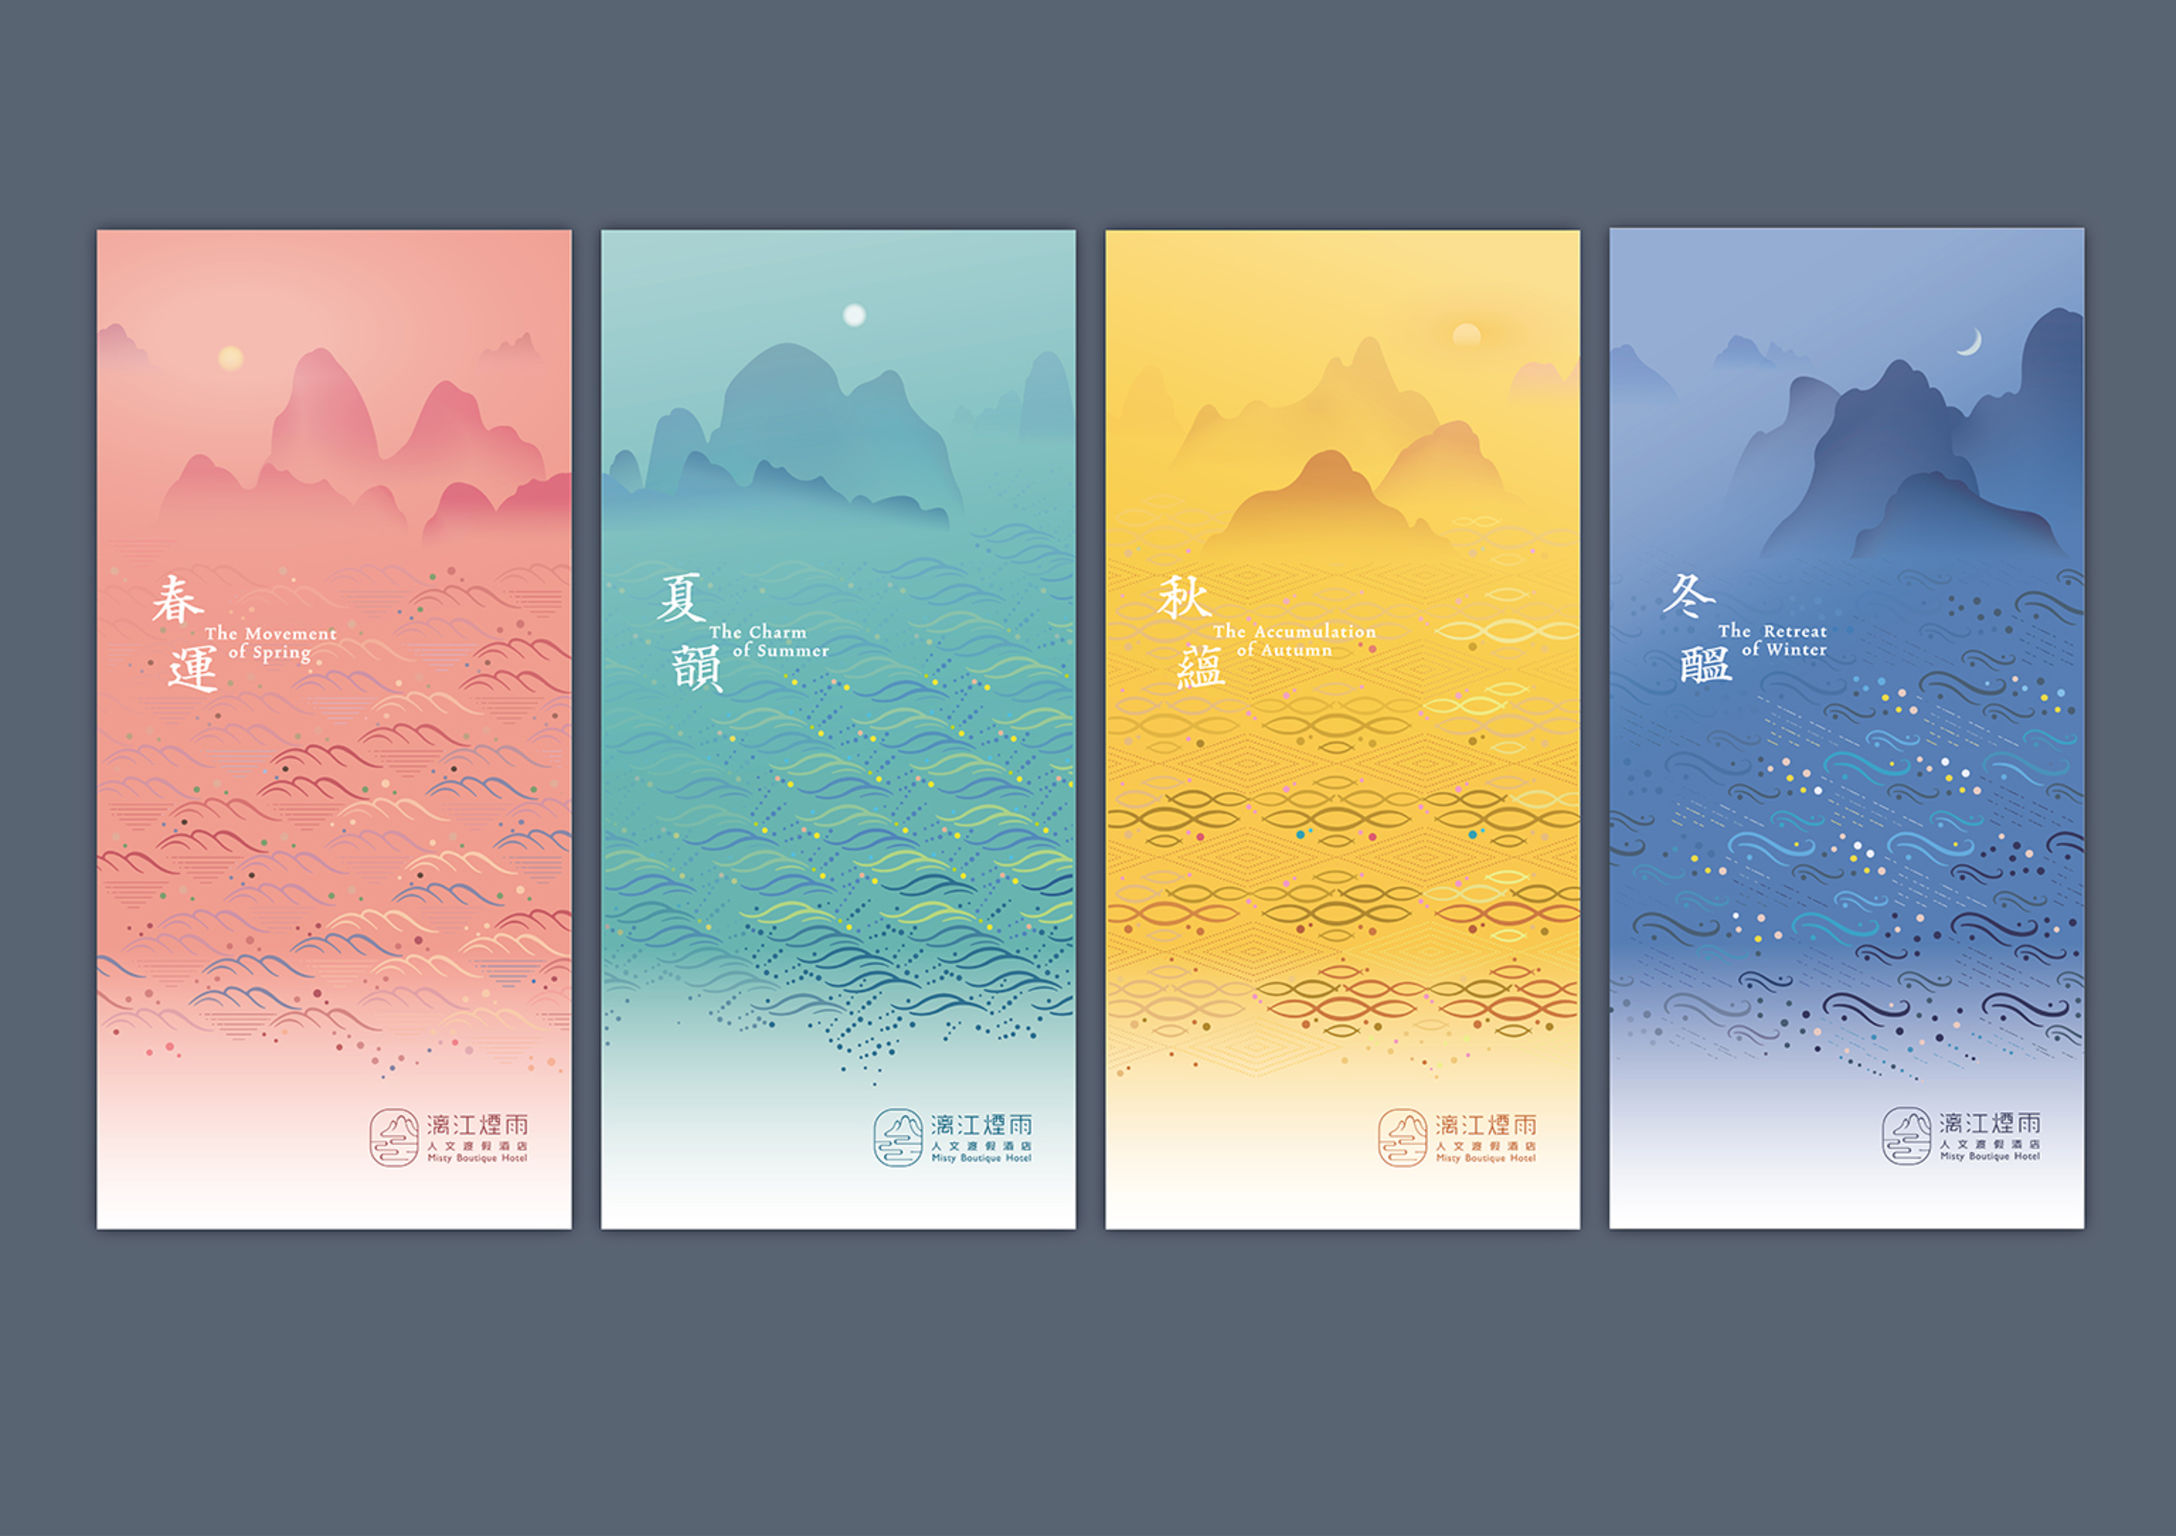 春
運
The Movement
of Spring
漓江煙雨
人文渡假酒店
Misty Boutique Hotel
夏
韻
The Charm
of Summer
漓江煙雨
人文渡假酒店
Misty Boutique Hotel
秋
蘊
The Accumulation
of Autumn
漓江煙雨
人文渡假酒店
Misty Boutique Hotel
冬
醞
The Retreat
of Winter
漓江煙雨
人文渡假酒店
Misty Boutique Hotel